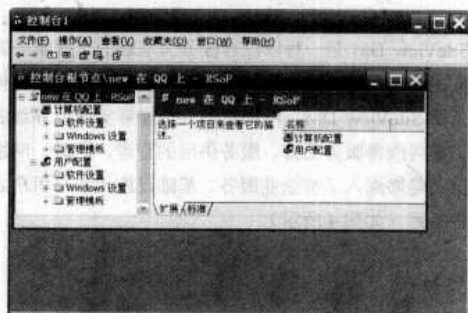 控制台1
文件(F) 操作(A) 查看(V) 收藏夹(O) 窗口(W) 帮助(H)
控制台根节点\new 在 QQ 上 - RSoP
new 在 QQ 上 - RSoP
计算机配置
软件设置
Windows 设置
管理模板
用户配置
软件设置
Windows 设置
管理模板
new 在 QQ 上 - RSoP
选择一个项目来查看它的描述。
名称
计算机配置
用户配置
扩展 标准